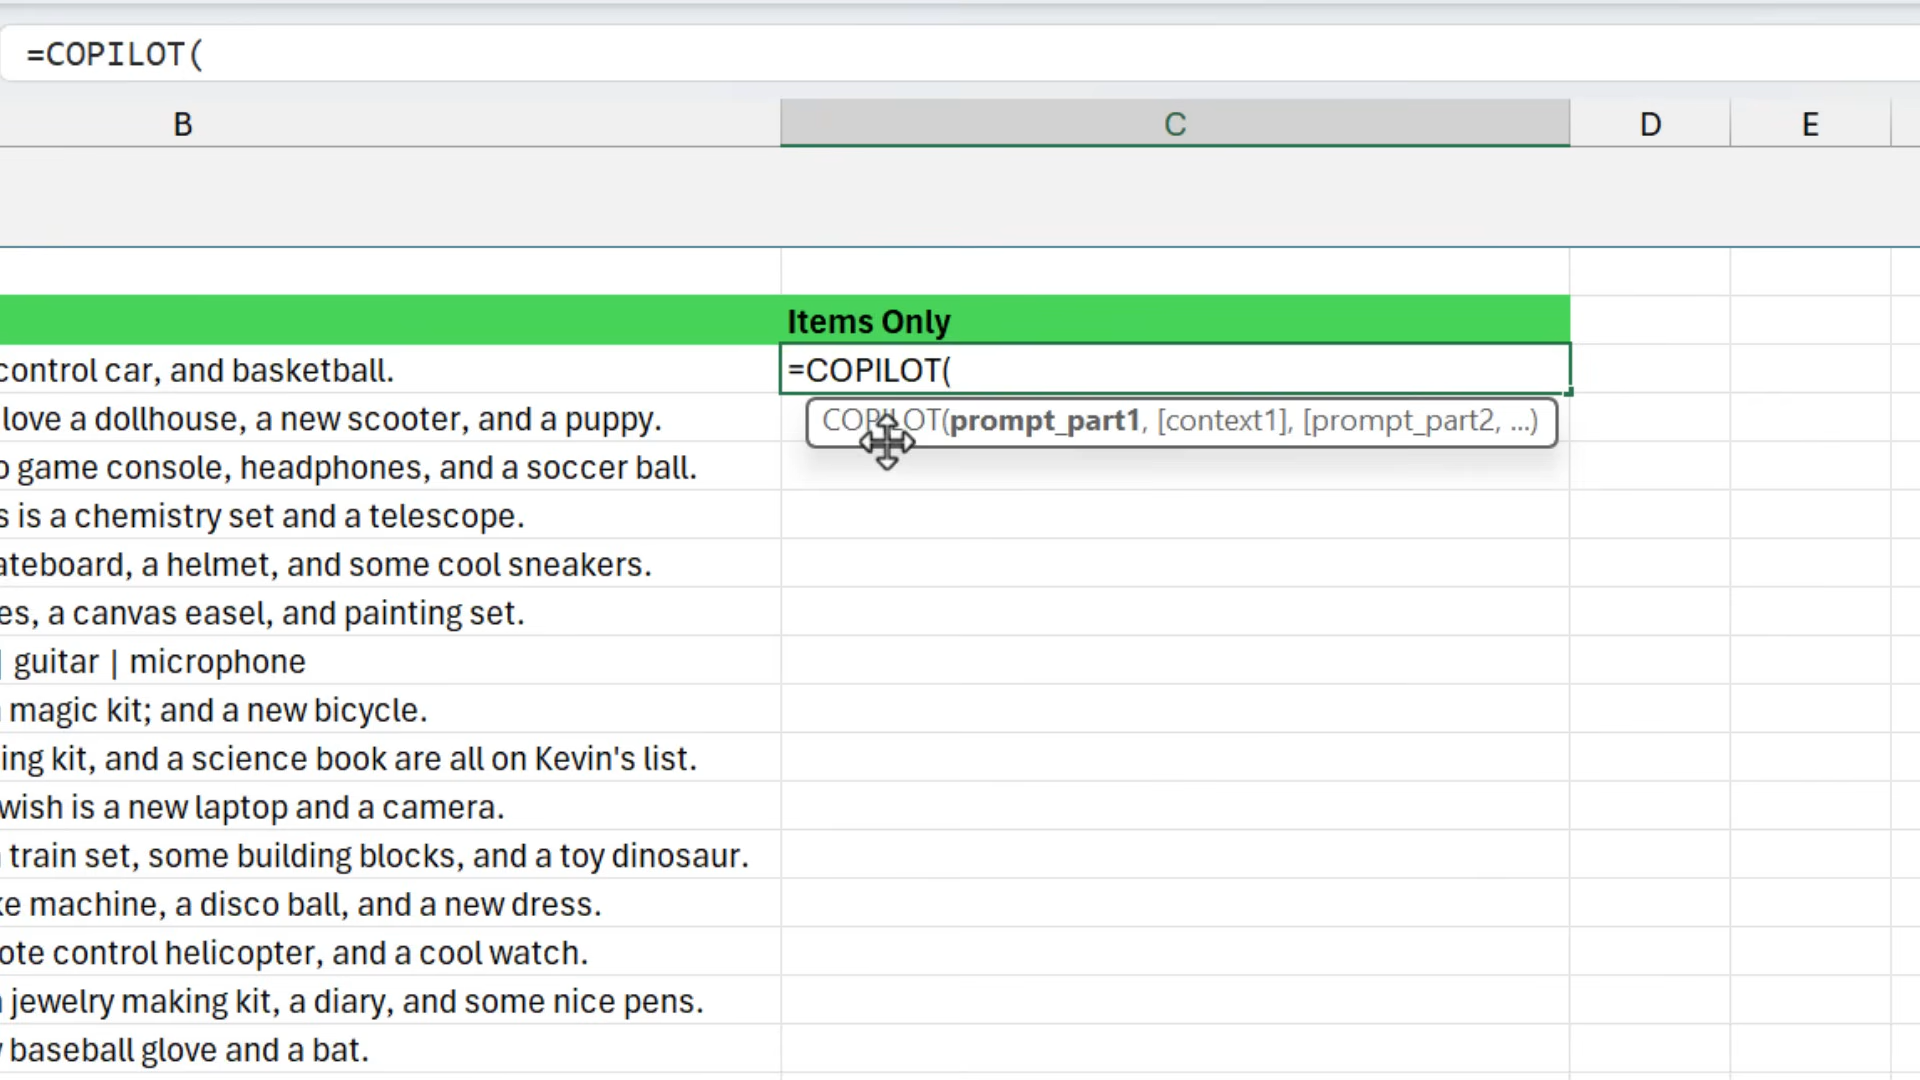 =COPILOT(
B C D E
Items Only
control car, and basketball. =COPILOT(
love a dollhouse, a new scooter, and a puppy. COPILOT(prompt_part1, [context1], [prompt_part2, ...)
game console, headphones, and a soccer ball.
is a chemistry set and a telescope.
ateboard, a helmet, and some cool sneakers.
es, a canvas easel, and painting set.
| guitar | microphone
magic kit; and a new bicycle.
ing kit, and a science book are all on Kevin's list.
wish is a new laptop and a camera.
train set, some building blocks, and a toy dinosaur.
ke machine, a disco ball, and a new dress.
ote control helicopter, and a cool watch.
jewelry making kit, a diary, and some nice pens.
baseball glove and a bat.